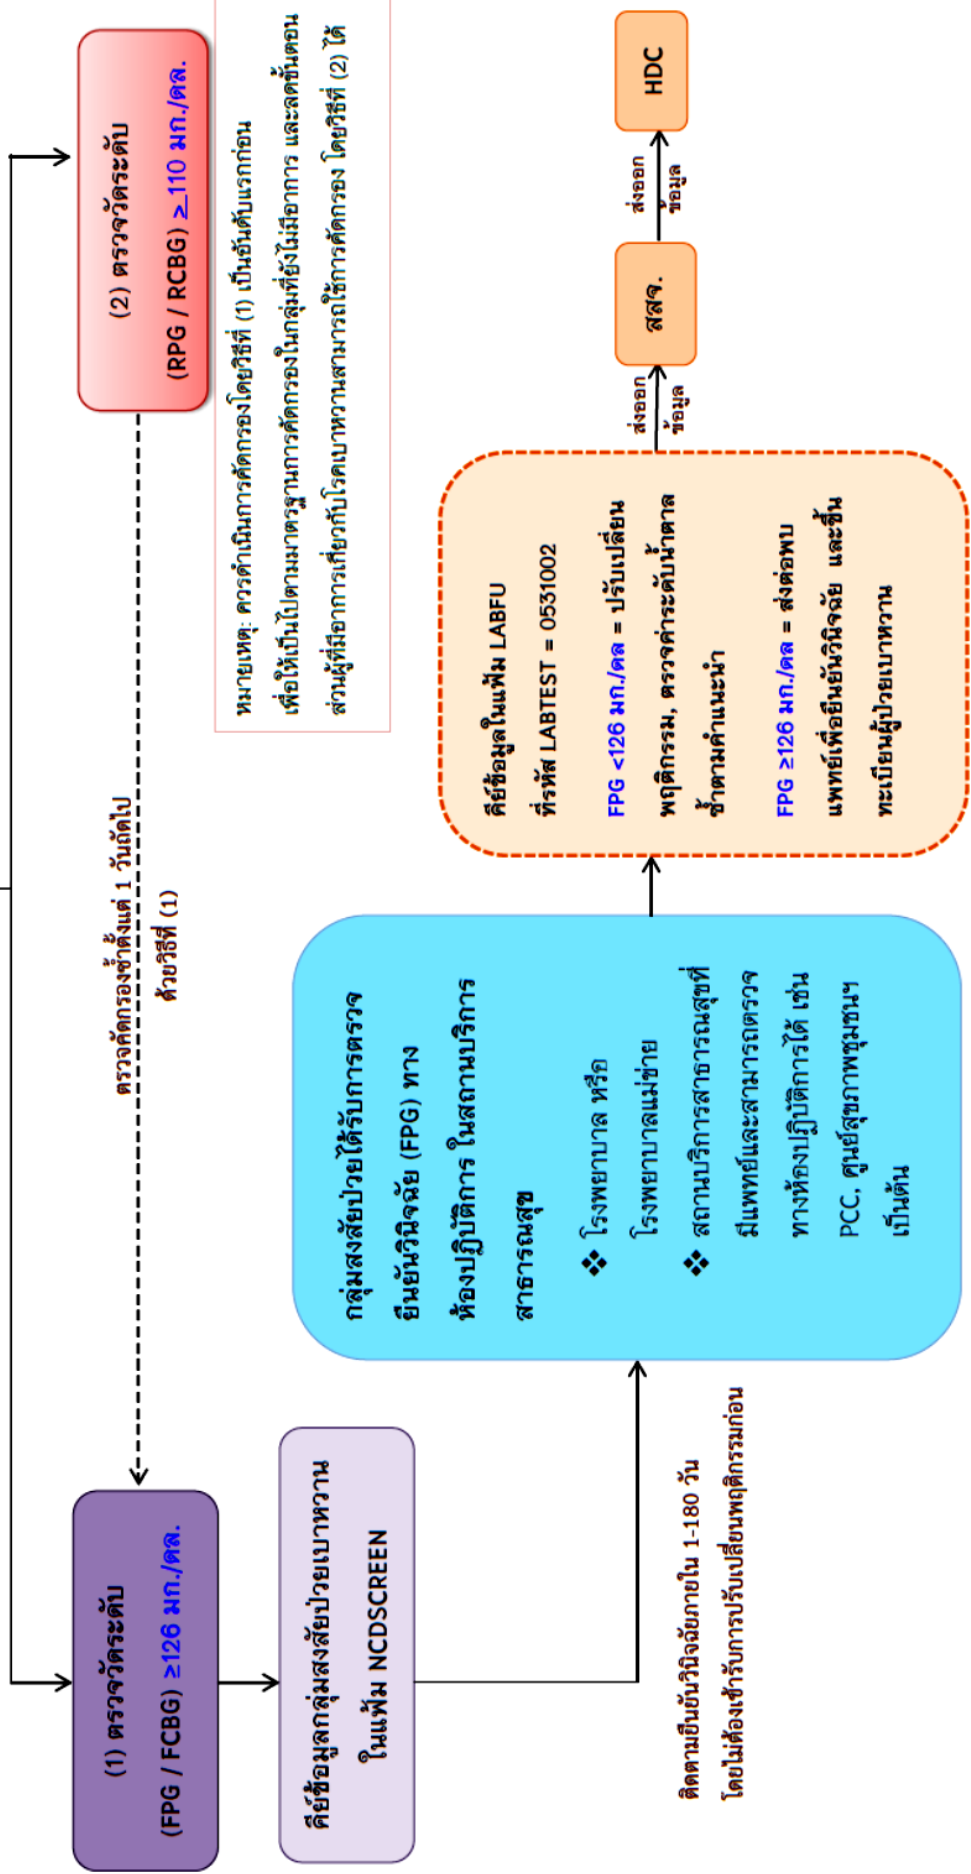 (1) ตรวจวัดระดับ
(FPG / FCBG) ≥126 มก./ดล.
ตรวจคัดกรองซ้ำตั้งแต่ 1 วันถัดไป
ด้วยวิธีที่ (1)
(2) ตรวจวัดระดับ
(RPG / RCBG) ≥ 110 มก./ดล.
หมายเหตุ: ควรดำเนินการคัดกรองโดยวิธีที่ (1) เป็นอันดับแรกก่อน
เพื่อให้เป็นไปตามมาตรฐานการคัดกรองในกลุ่มที่ยังไม่มีอาการ และลดขั้นตอน
ส่วนผู้ที่มีอาการเกี่ยวกับโรคเบาหวานสามารถใช้การคัดกรอง โดยวิธีที่ (2) ได้
คีย์ข้อมูลกลุ่มสงสัยป่วยเบาหวาน
ในแฟ้ม NCDSCREEN
ติดตามยืนยันวินิจฉัยภายใน 1-180 วัน
โดยไม่ต้องเข้ารับการปรับเปลี่ยนพฤติกรรมก่อน
กลุ่มสงสัยป่วยได้รับการตรวจ
ยืนยันวินิจฉัย (FPG) ทาง
ห้องปฏิบัติการ ในสถานบริการ
สาธารณสุข
❖ โรงพยาบาล หรือ
โรงพยาบาลแม่ข่าย
❖ สถานบริการสาธารณสุขที่
มีแพทย์และสามารถตรวจ
ทางห้องปฏิบัติการได้ เช่น
PCC, ศูนย์สุขภาพชุมชนฯ
เป็นต้น
คีย์ข้อมูลในแฟ้ม LABFU
ที่รหัส LABTEST = 0531002
FPG <126 มก./ดล = ปรับเปลี่ยน
พฤติกรรม, ตรวจค่าระดับน้ำตาล
ซ้ำตามคำแนะนำ
FPG ≥126 มก./ดล = ส่งต่อพบ
แพทย์เพื่อยืนยันวินิจฉัย และขึ้น
ทะเบียนผู้ป่วยเบาหวาน
ส่งออก
ข้อมูล
สสจ.
ส่งออก
ข้อมูล
HDC